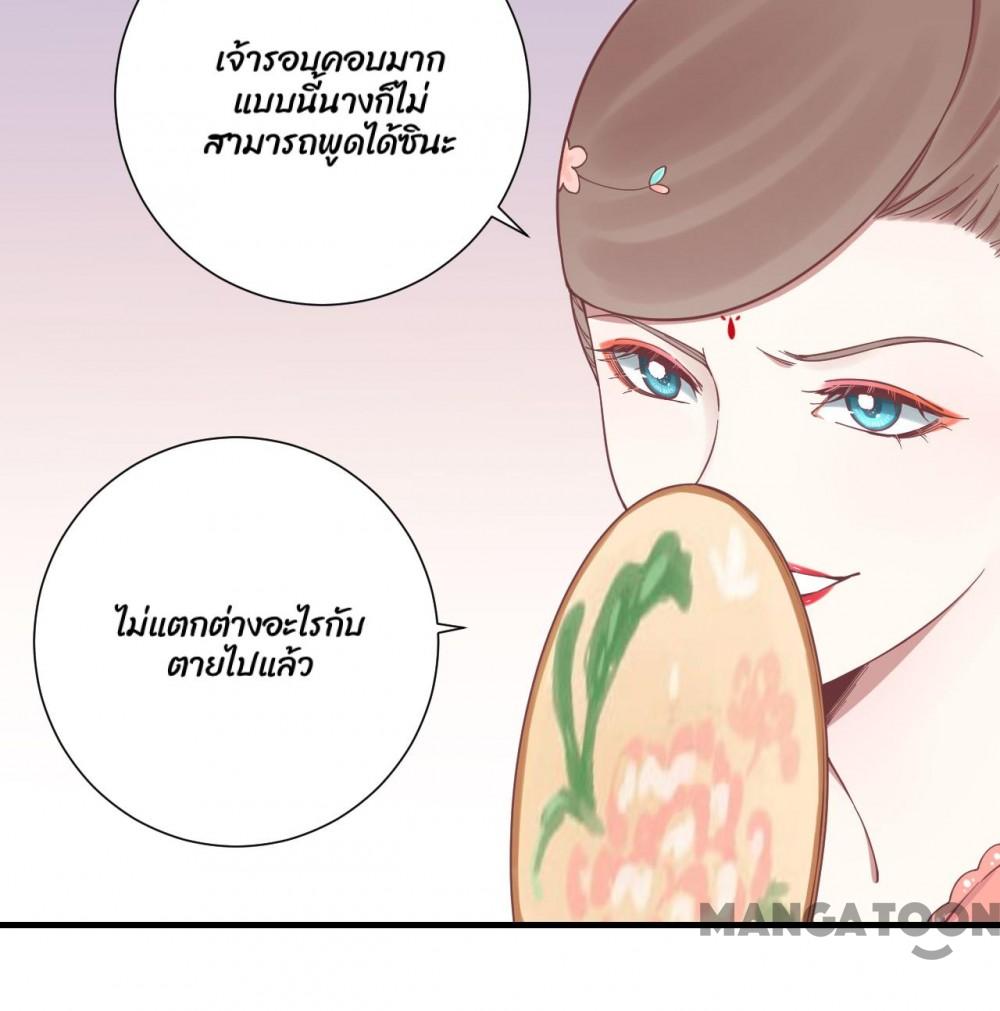 เจ้ารอบคอบมาก
แบบนี้นางก็ไม่
สามารถพูดได้ซินะ
ไม่แตกต่างอะไรกับ
ตายไปแล้ว
MANGATOON